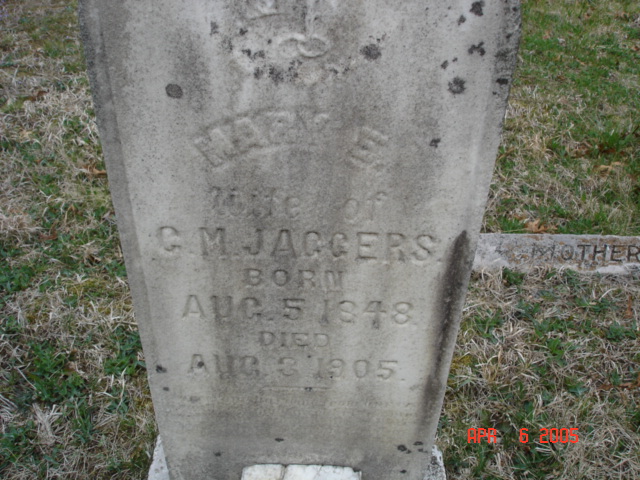 MARY E.
Wife of
G. M. JAGGERS.
BORN
AUG. 5 1848
DIED
AUG. 3 1905.
MOTHER
APR 6 2005